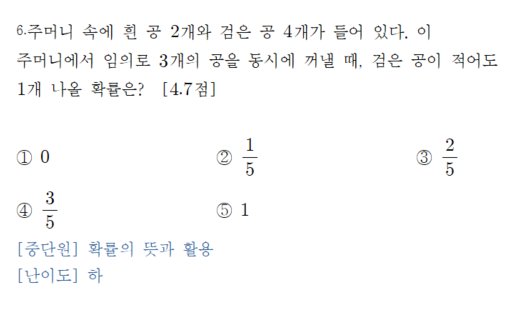 6.주머니 속에 흰 공 2개와 검은 공 4개가 들어 있다. 이
주머니에서 임의로 3개의 공을 동시에 꺼낼 때, 검은 공이 적어도
1개 나올 확률은? [4.7점]
① 0 ② 1/5 ③ 2/5
④ 3/5 ⑤ 1
[중단원] 확률의 뜻과 활용
[난이도] 하